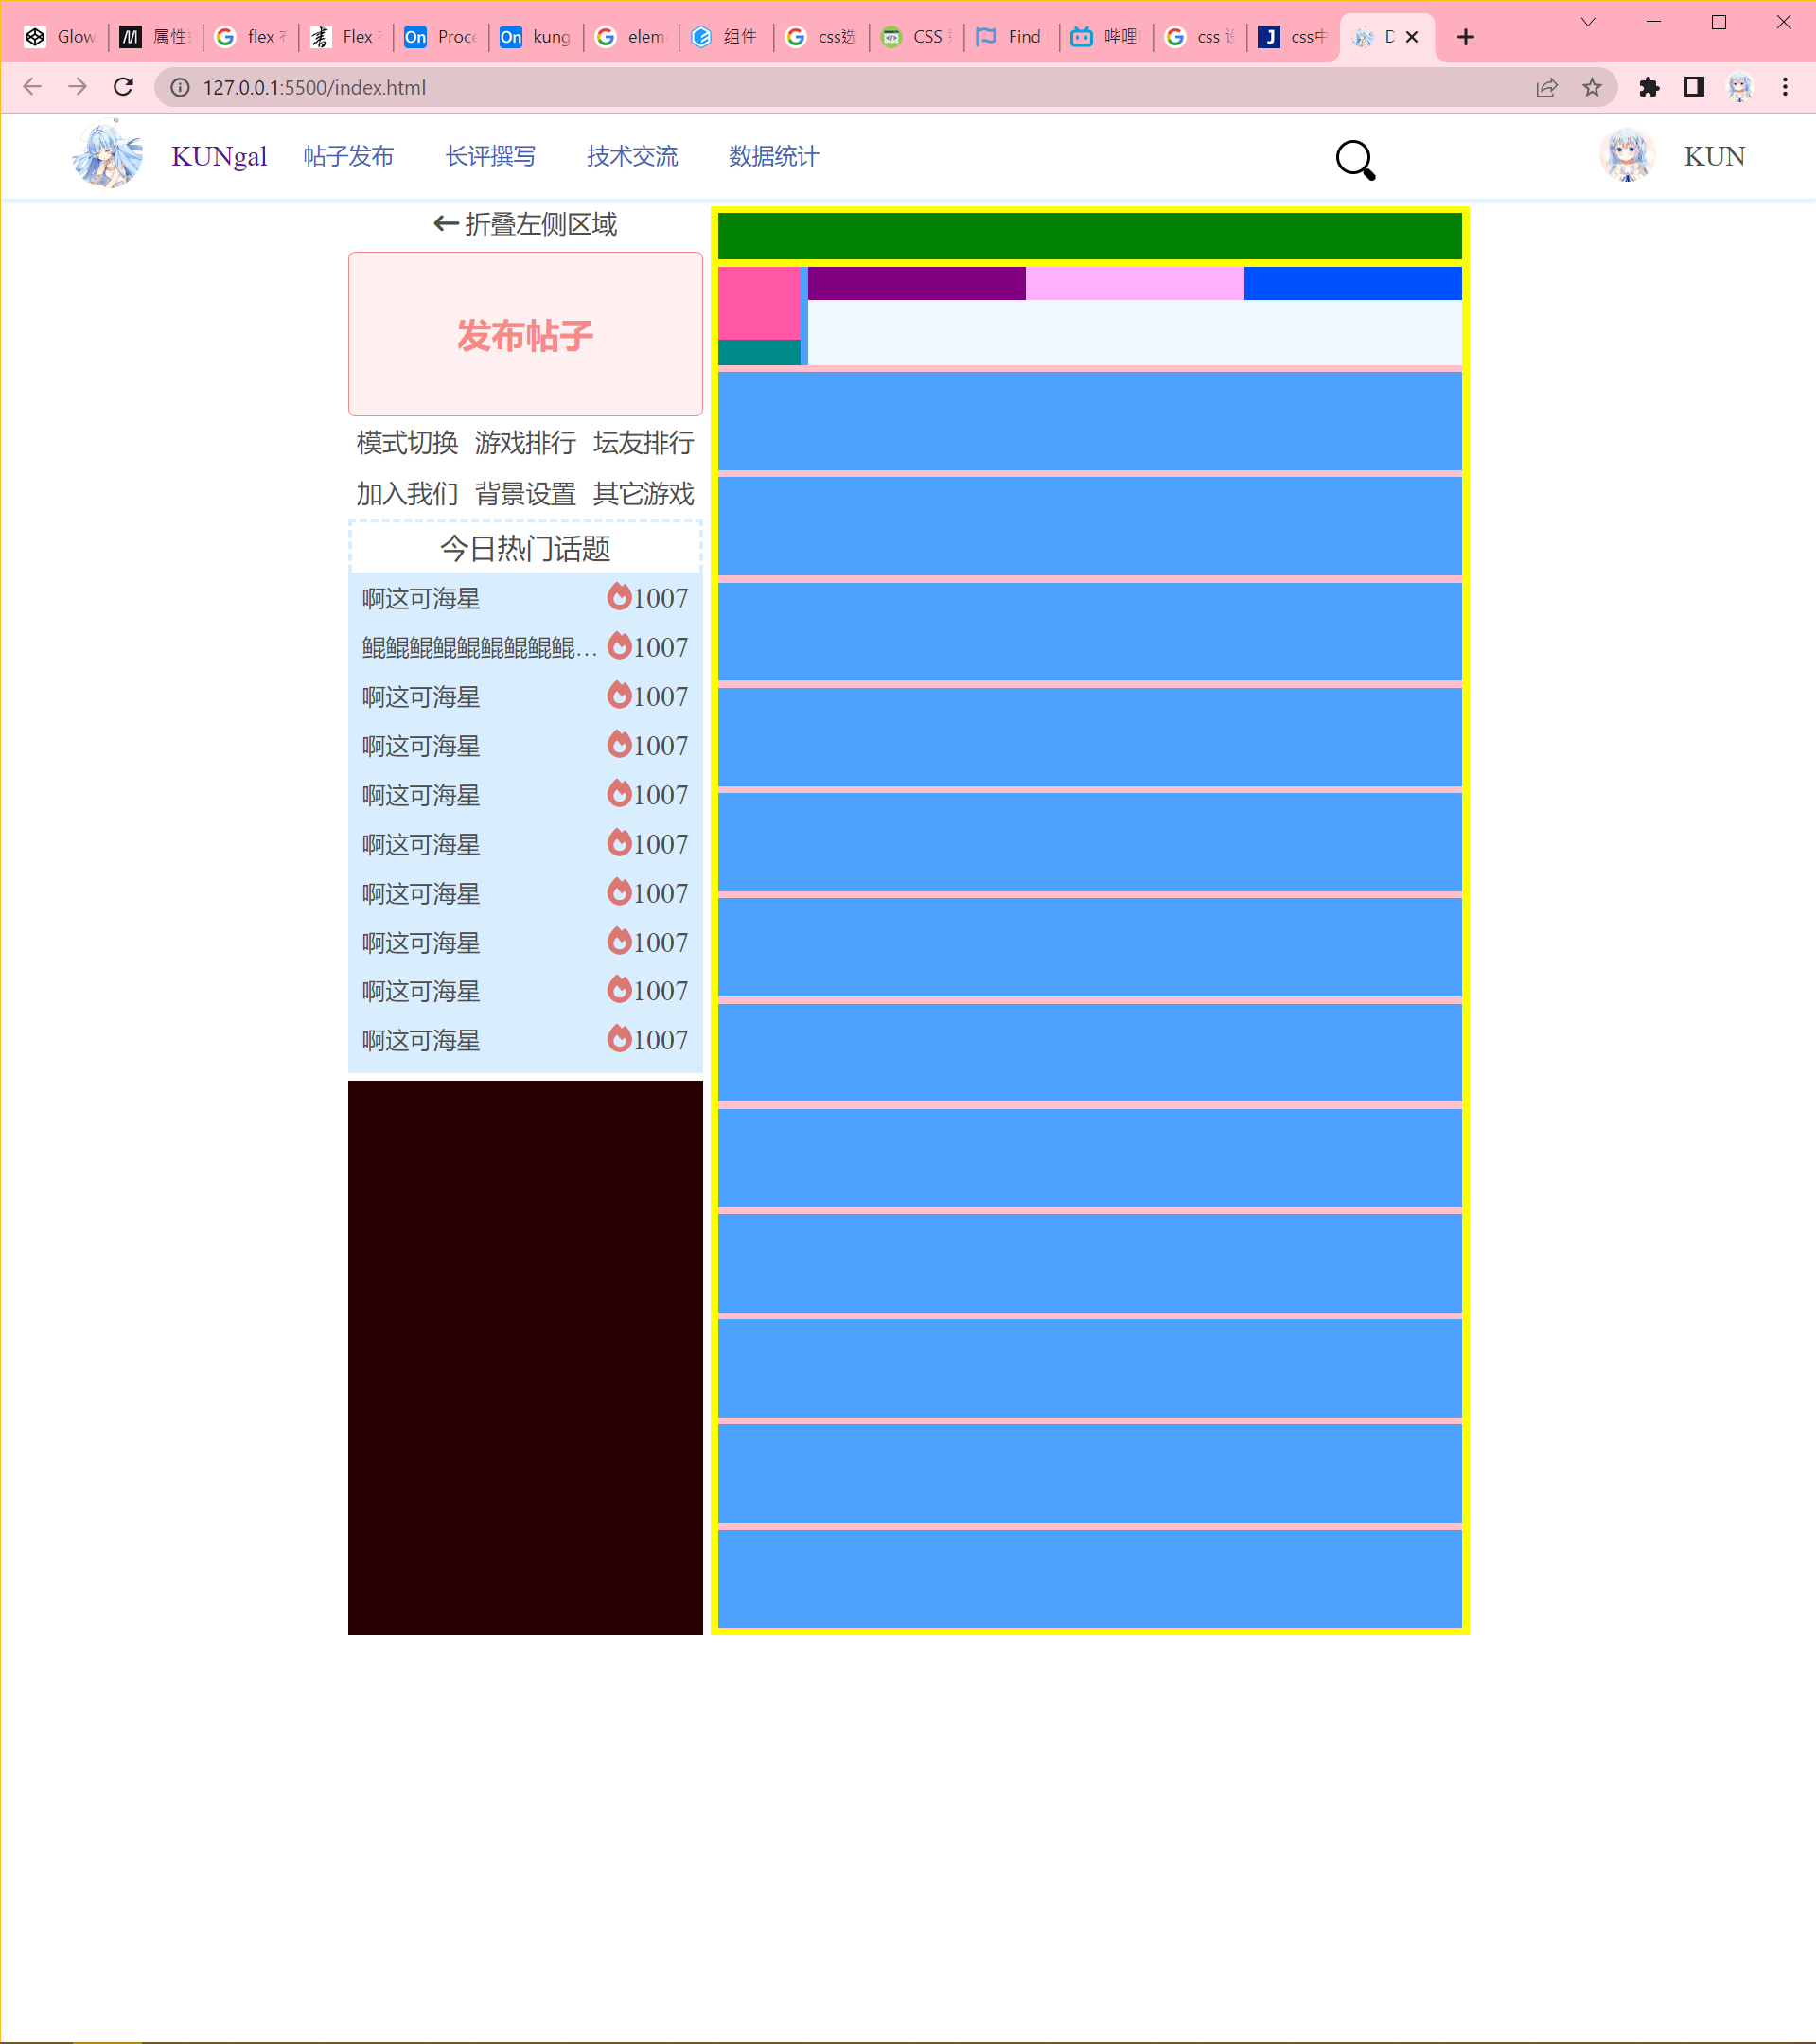 Glow
属性
flex
Flex
On Proce
On kung
elem
组件
css选
CSS
Find
哔哩
css
J css中
D
127.0.0.1:5500/index.html
KUNgal 帖子发布 长评撰写 技术交流 数据统计 KUN
折叠左侧区域
发布帖子
模式切换 游戏排行 坛友排行
加入我们 背景设置 其它游戏
今日热门话题
啊这可海星 1007
鲲鲲鲲鲲鲲鲲鲲鲲鲲… 1007
啊这可海星 1007
啊这可海星 1007
啊这可海星 1007
啊这可海星 1007
啊这可海星 1007
啊这可海星 1007
啊这可海星 1007
啊这可海星 1007